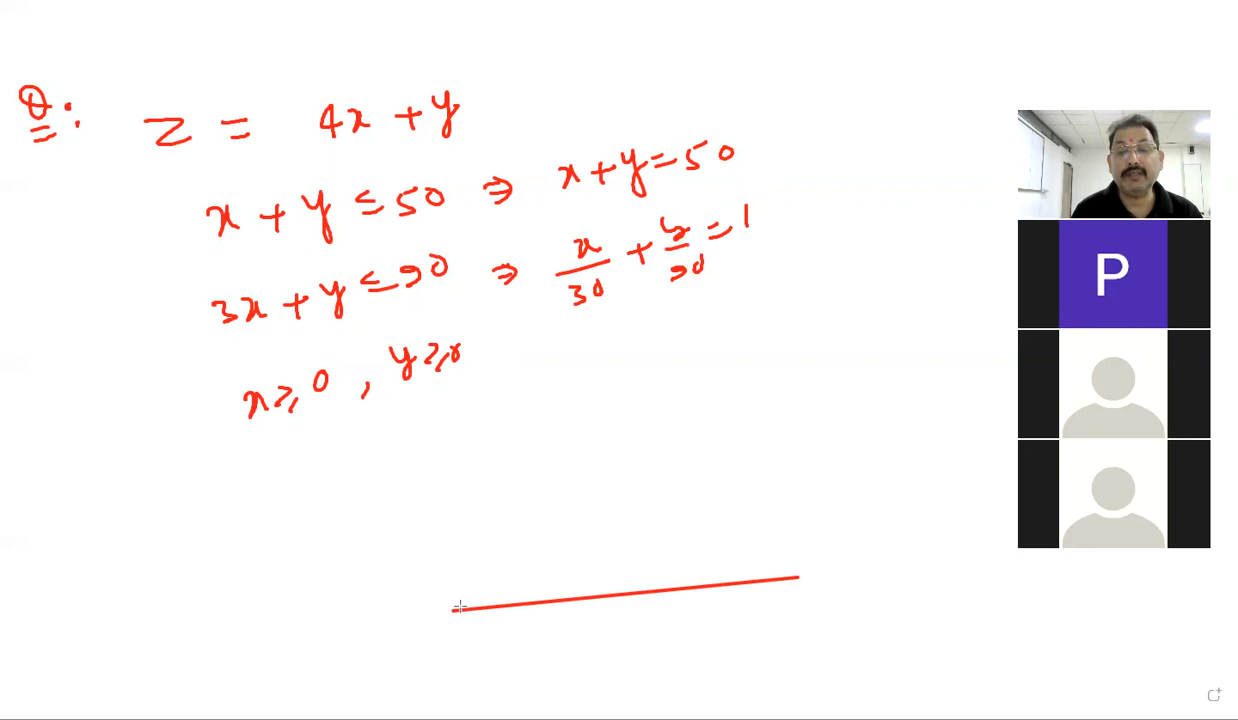 Q: Z = 4x + y
x + y ≤ 50 ⇒ x + y = 50
3x + y ≤ 90 ⇒ x/30 + y/90 = 1
x ≥ 0, y ≥ 0
P